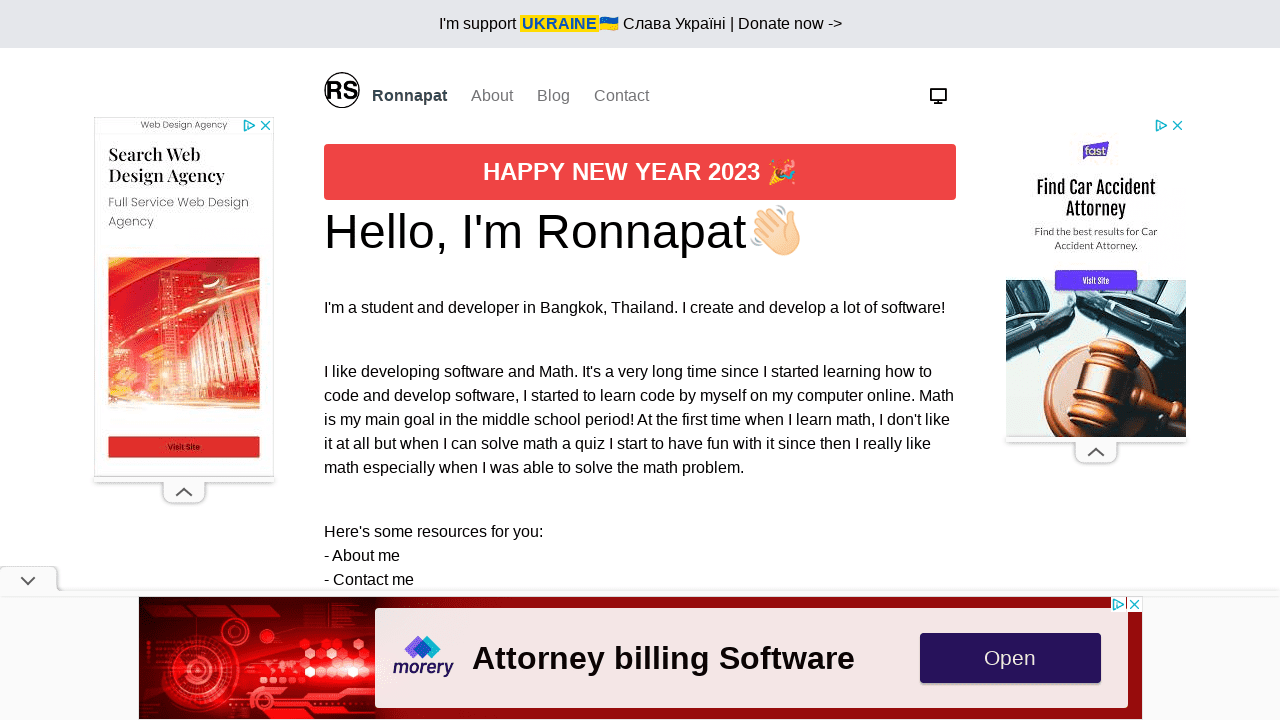 I'm support UKRAINE🇺🇦 Слава Україні | Donate now ->
RS Ronnapat About Blog Contact
Web Design Agency
Search Web
Design Agency
Full Service Web Design
Agency
Visit Site
HAPPY NEW YEAR 2023 🎉
Hello, I'm Ronnapat👋🏻
I'm a student and developer in Bangkok, Thailand. I create and develop a lot of software!
I like developing software and Math. It's a very long time since I started learning how to
code and develop software, I started to learn code by myself on my computer online. Math
is my main goal in the middle school period! At the first time when I learn math, I don't like
it at all but when I can solve math a quiz I start to have fun with it since then I really like
math especially when I was able to solve the math problem.
Here's some resources for you:
- About me
- Contact me
fast
Find Car Accident
Attorney
Find the best results for Car
Accident Attorney.
Visit Site
morery
Attorney billing Software
Open